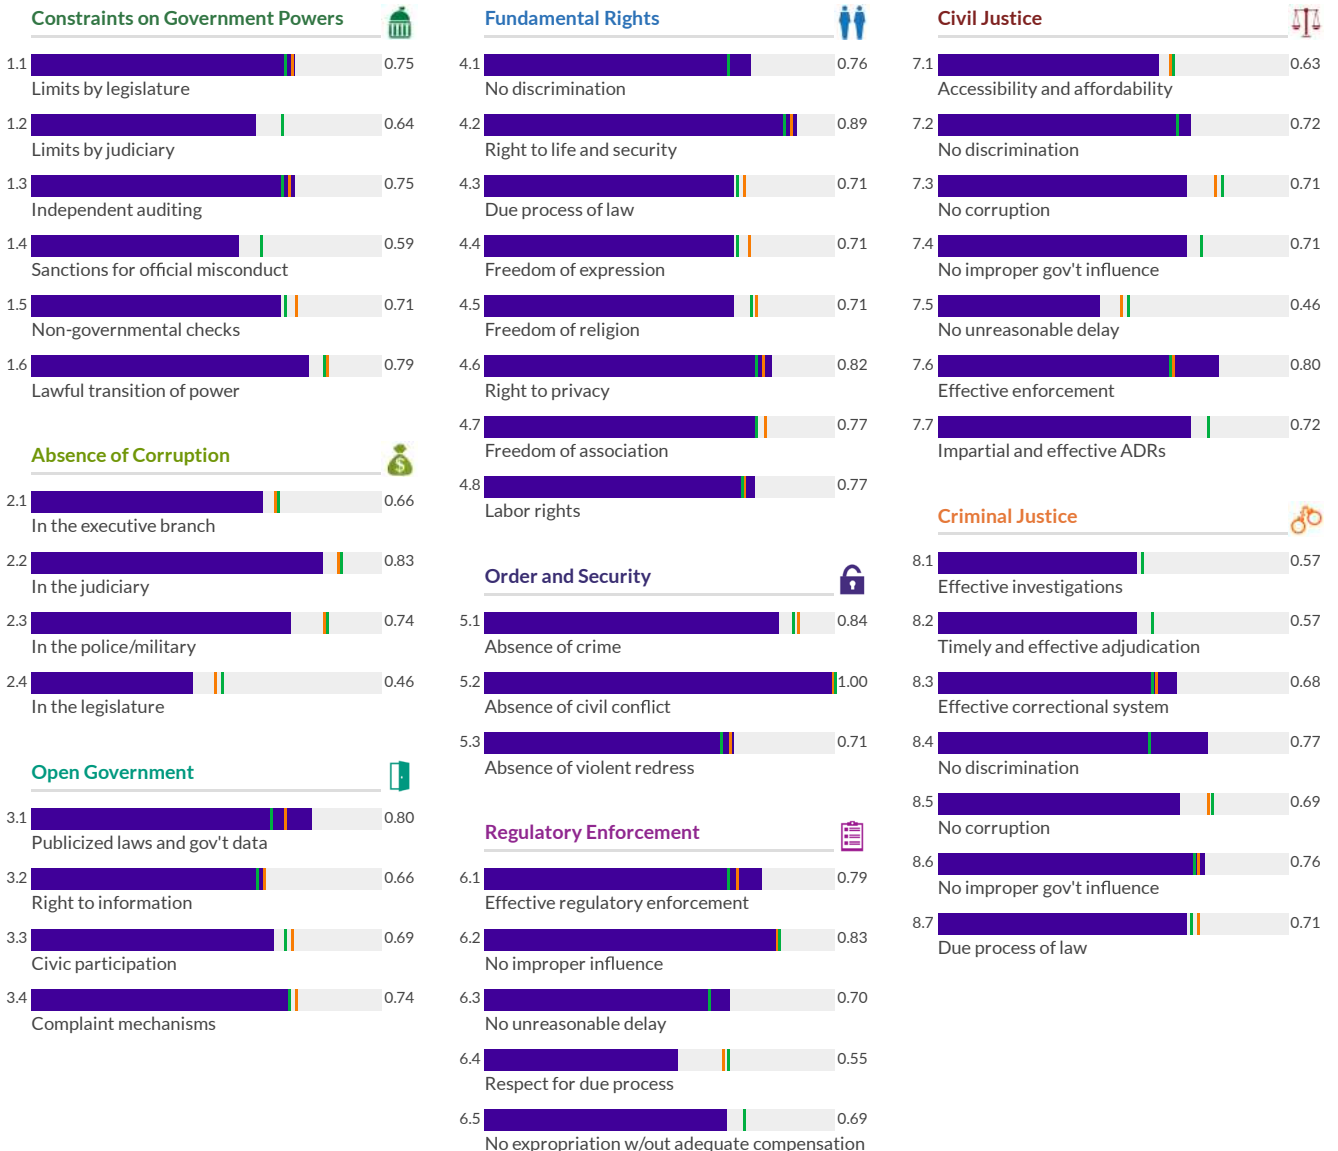 Constraints on Government Powers
1.1 0.75
Limits by legislature
1.2 0.64
Limits by judiciary
1.3 0.75
Independent auditing
1.4 0.59
Sanctions for official misconduct
1.5 0.71
Non-governmental checks
1.6 0.79
Lawful transition of power
Absence of Corruption
$
2.1 0.66
In the executive branch
2.2 0.83
In the judiciary
2.3 0.74
In the police/military
2.4 0.46
In the legislature
Open Government
3.1 0.80
Publicized laws and gov't data
3.2 0.66
Right to information
3.3 0.69
Civic participation
3.4 0.74
Complaint mechanisms
Fundamental Rights
4.1 0.76
No discrimination
4.2 0.89
Right to life and security
4.3 0.71
Due process of law
4.4 0.71
Freedom of expression
4.5 0.71
Freedom of religion
4.6 0.82
Right to privacy
4.7 0.77
Freedom of association
4.8 0.77
Labor rights
Order and Security
5.1 0.84
Absence of crime
5.2 1.00
Absence of civil conflict
5.3 0.71
Absence of violent redress
Regulatory Enforcement
6.1 0.79
Effective regulatory enforcement
6.2 0.83
No improper influence
6.3 0.70
No unreasonable delay
6.4 0.55
Respect for due process
6.5 0.69
No expropriation w/out adequate compensation
Civil Justice
7.1 0.63
Accessibility and affordability
7.2 0.72
No discrimination
7.3 0.71
No corruption
7.4 0.71
No improper gov't influence
7.5 0.46
No unreasonable delay
7.6 0.80
Effective enforcement
7.7 0.72
Impartial and effective ADRs
Criminal Justice
8.1 0.57
Effective investigations
8.2 0.57
Timely and effective adjudication
8.3 0.68
Effective correctional system
8.4 0.77
No discrimination
8.5 0.69
No corruption
8.6 0.76
No improper gov't influence
8.7 0.71
Due process of law